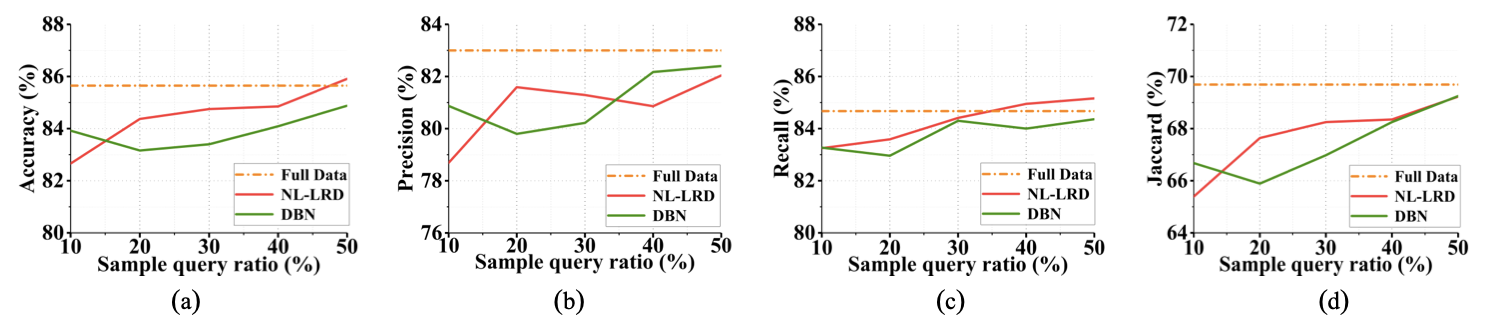 Accuracy (%)
88
86
84
82
80
10 20 30 40 50
Sample query ratio (%)
Full Data
NL-LRD
DBN
(a)
Precision (%)
84
82
80
78
76
10 20 30 40 50
Sample query ratio (%)
Full Data
NL-LRD
DBN
(b)
Recall (%)
88
86
84
82
80
10 20 30 40 50
Sample query ratio (%)
Full Data
NL-LRD
DBN
(c)
Jaccard (%)
72
70
68
66
64
10 20 30 40 50
Sample query ratio (%)
Full Data
NL-LRD
DBN
(d)